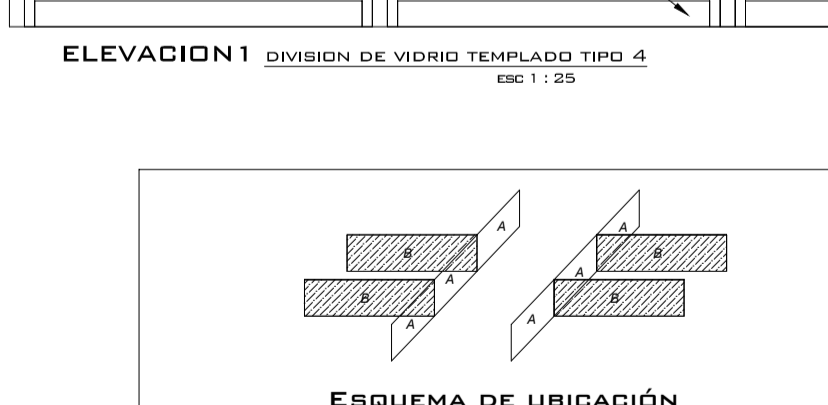 ELEVACION 1 DIVISION DE VIDRIO TEMPLADO TIPO 4
ESC 1 : 25
A A
B B
A A
B B
A A
ESQUEMA DE UBICACIÓN